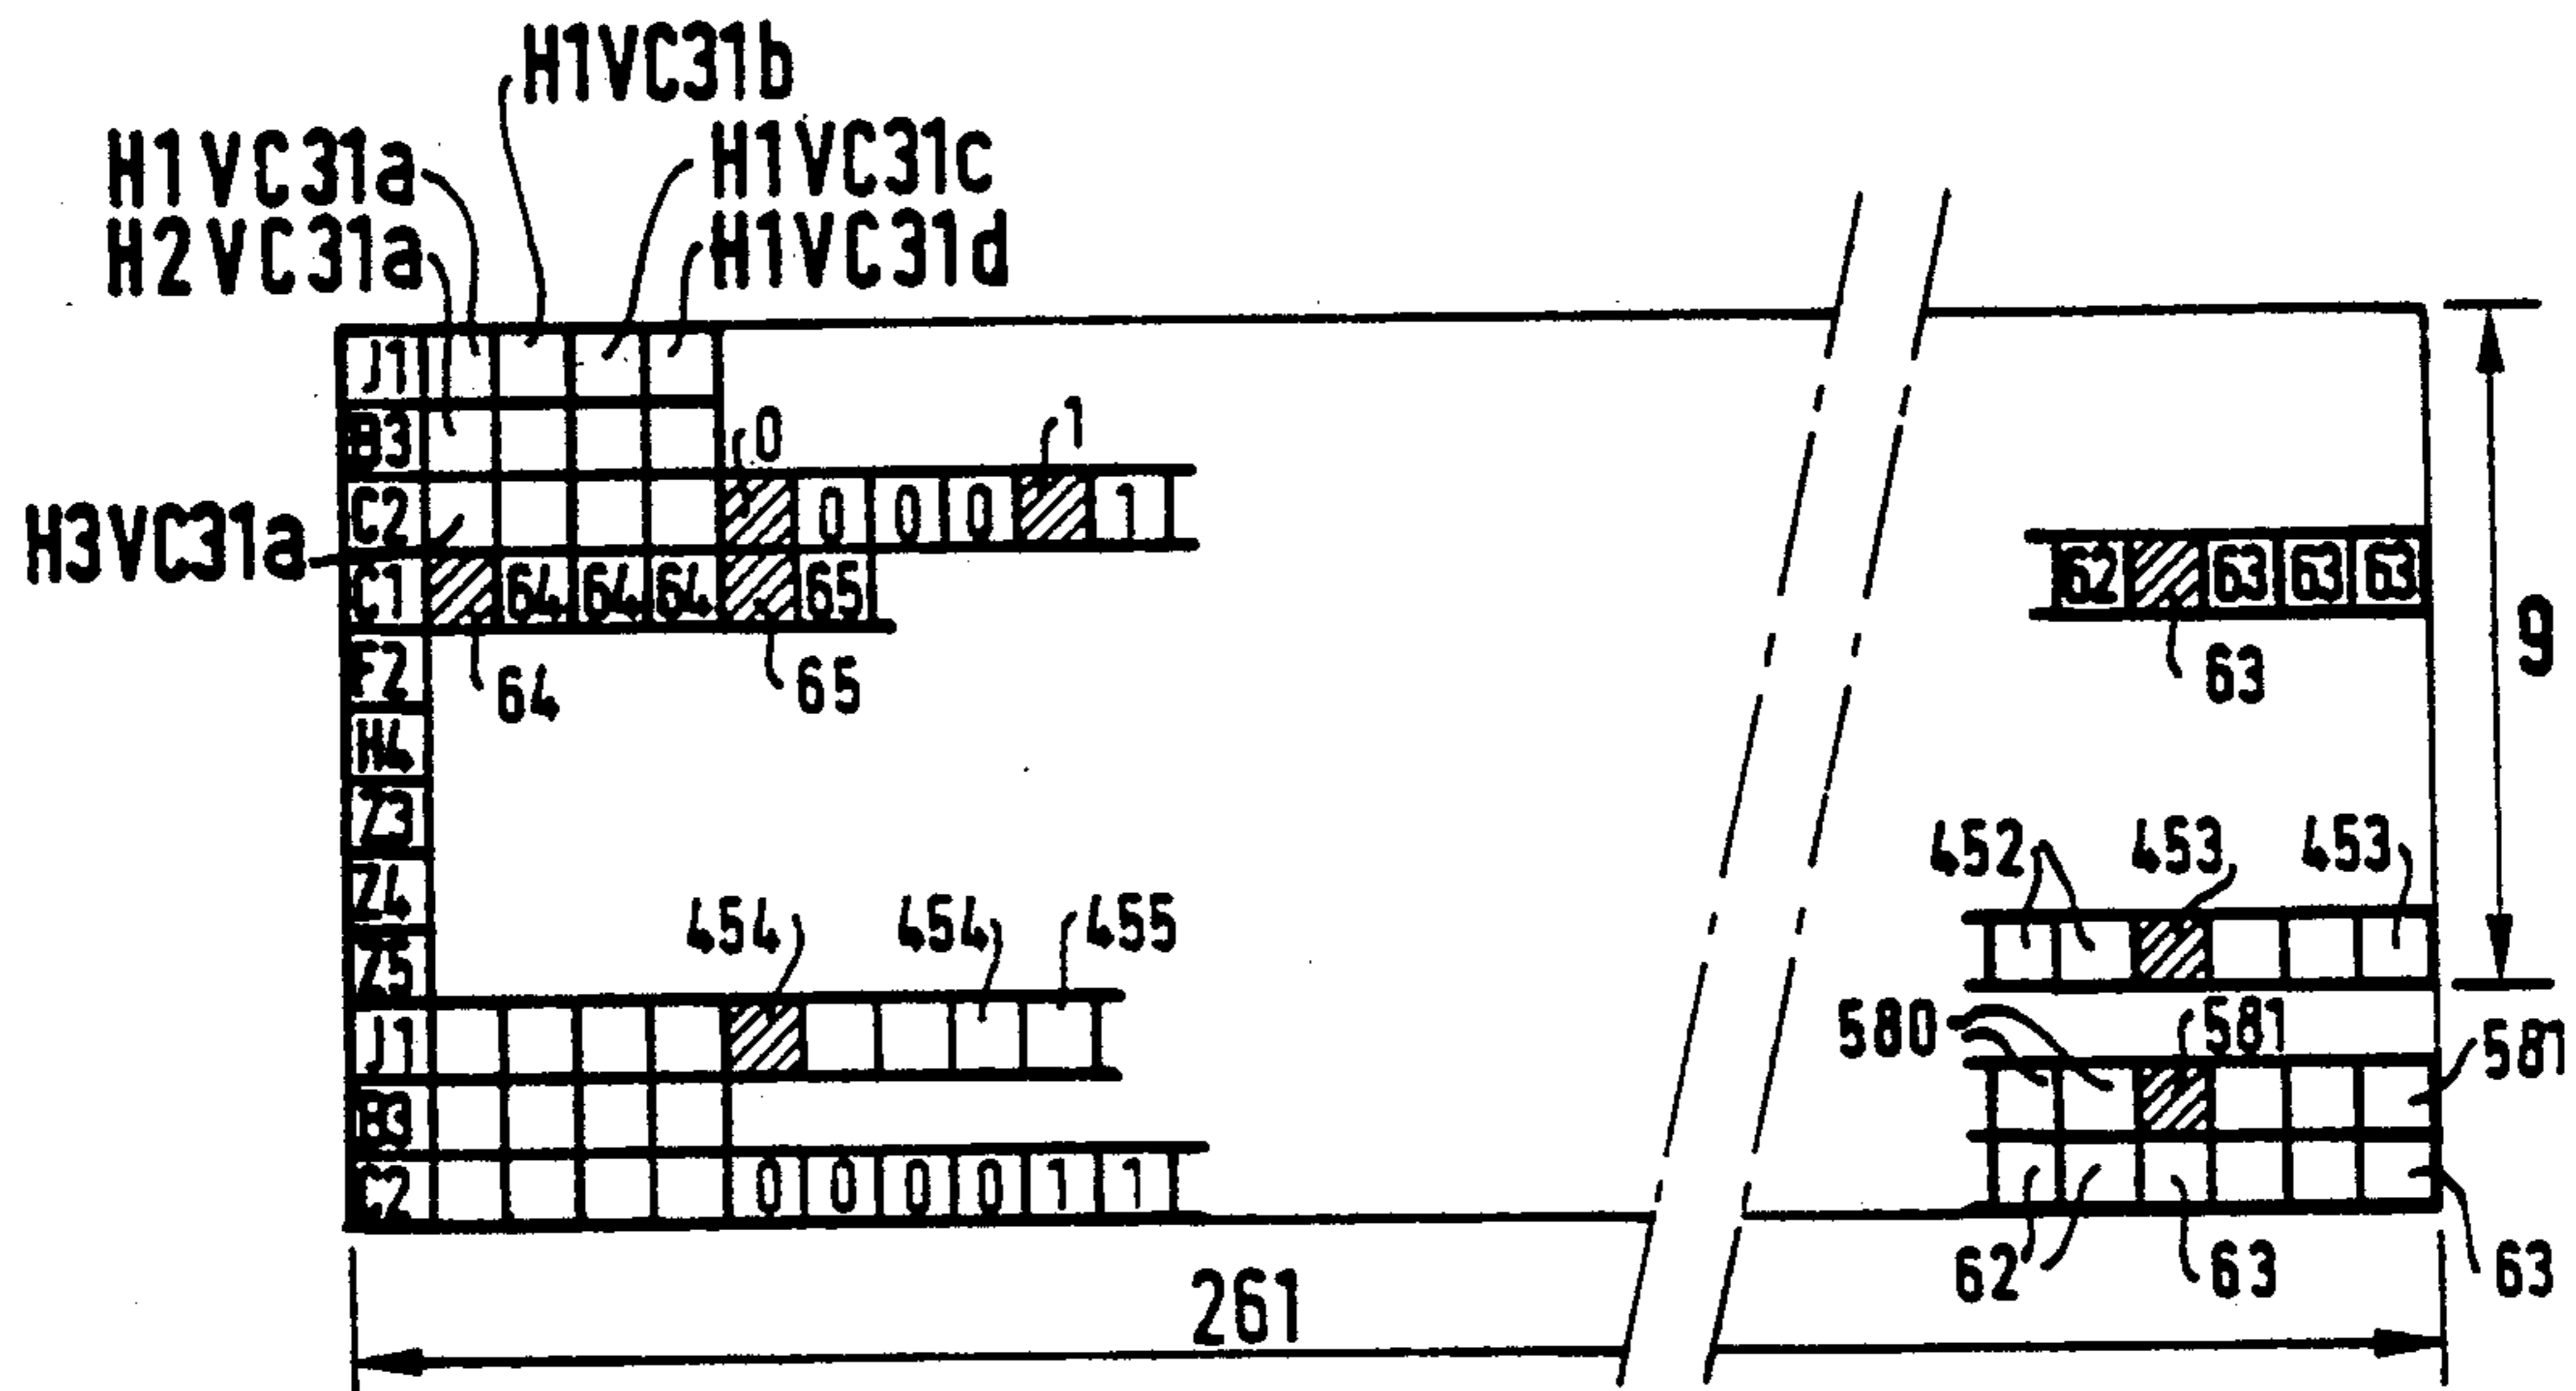 H1VC31b
H1VC31a
H1VC31c
H2VC31a
H1VC31d
J1
B3
0
1
C2
0 0 0 1
H3VC31a
C1
64 64 64 65
62 63 63 63
F2
64
65
63
9
H4
Z3
Z4
452
453
453
Z5
454
454
455
J1
580
581
581
B3
C2
0 0 0 0 1 1
62
63
63
261